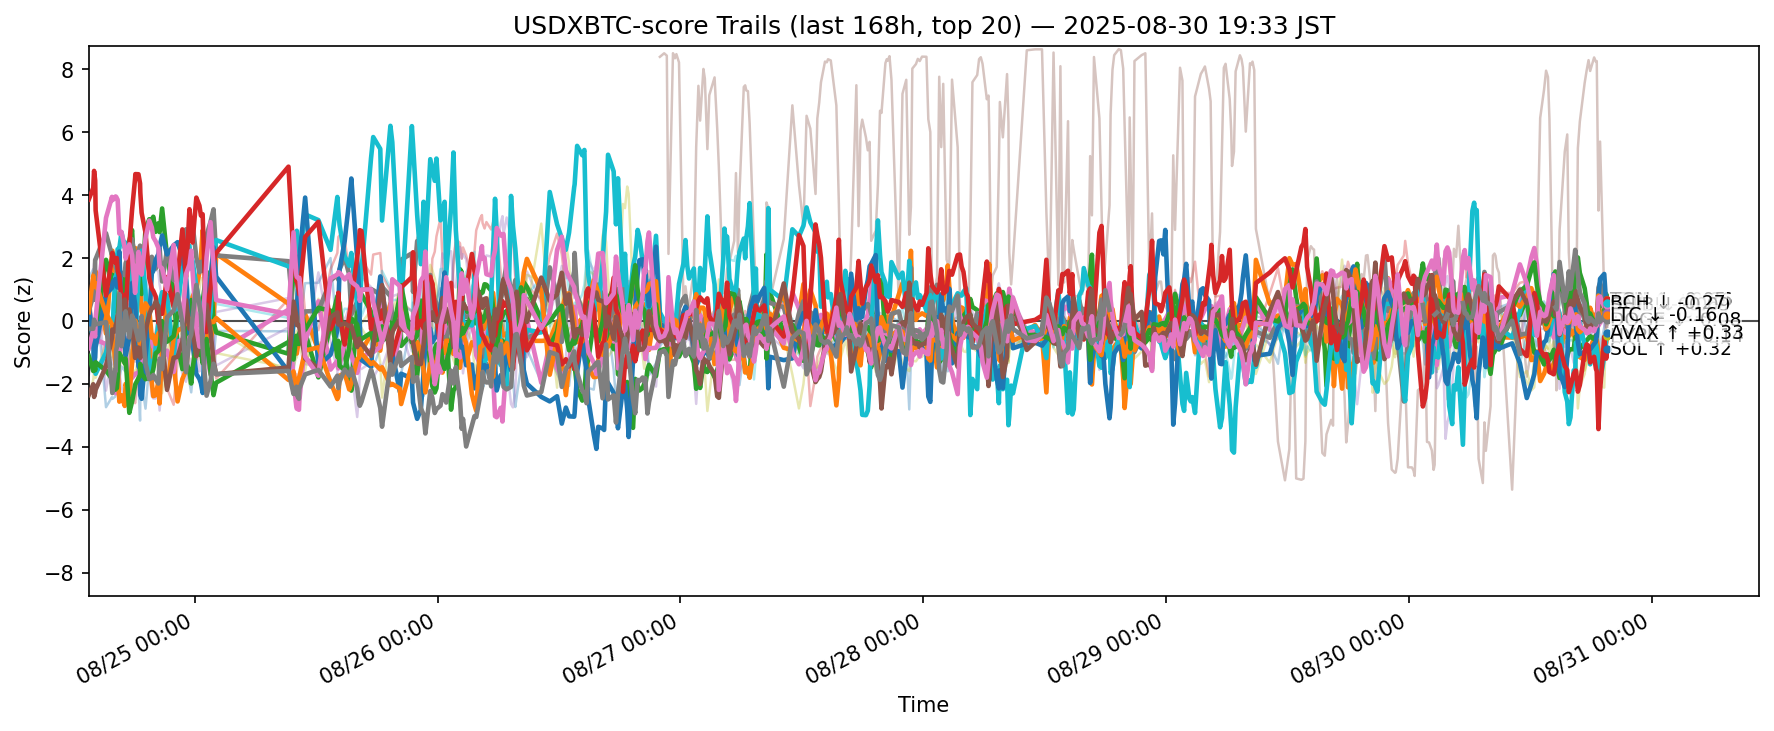 USDXBTC-score Trails (last 168h, top 20) — 2025-08-30 19:33 JST
Score (z)
8
6
4
2
0
−2
−4
−6
−8
BCH ↓ -0.27
LTC ↓ -0.16
AVAX ↑ +0.33
SOL ↑ +0.32
08/25 00:00
08/26 00:00
08/27 00:00
08/28 00:00
08/29 00:00
08/30 00:00
08/31 00:00
Time